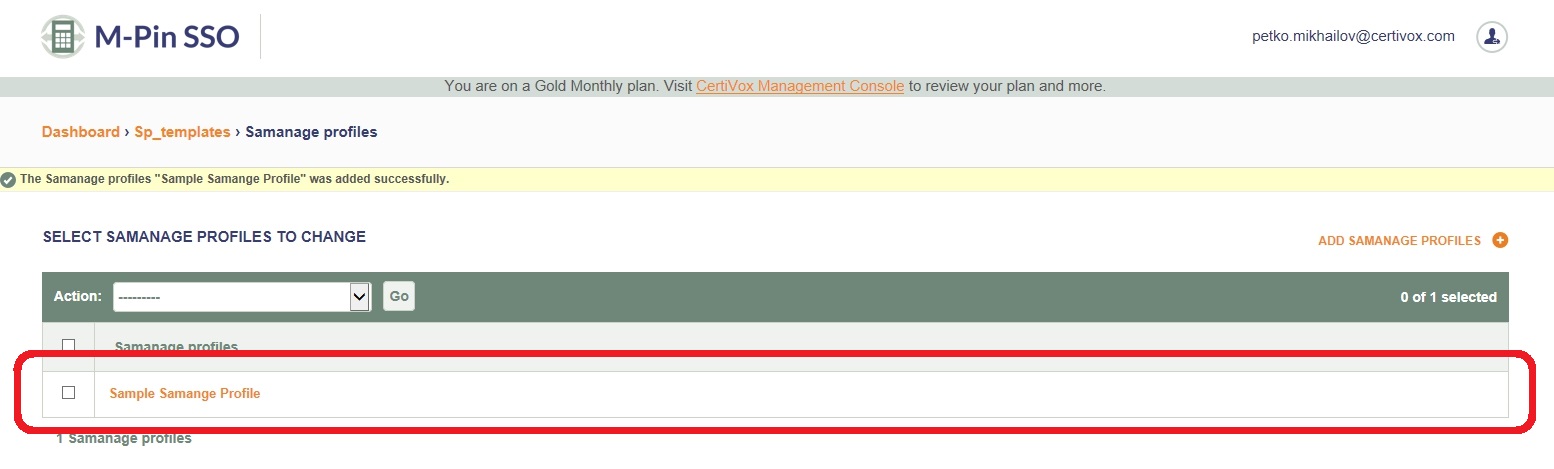 M-Pin SSO
petko.mikhailov@certivox.com
You are on a Gold Monthly plan. Visit CertiVox Management Console to review your plan and more.
Dashboard › Sp_templates › Samanage profiles
The Samanage profiles "Sample Samange Profile" was added successfully.
SELECT SAMANAGE PROFILES TO CHANGE
ADD SAMANAGE PROFILES
Action: --------- Go 0 of 1 selected
Samanage profiles
Sample Samange Profile
1 Samanage profiles